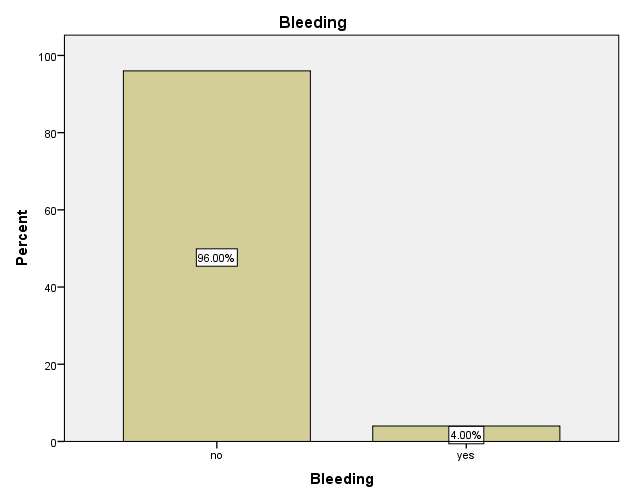 Bleeding
100
80
60
40
20
0
Percent
96.00%
4.00%
no
yes
Bleeding